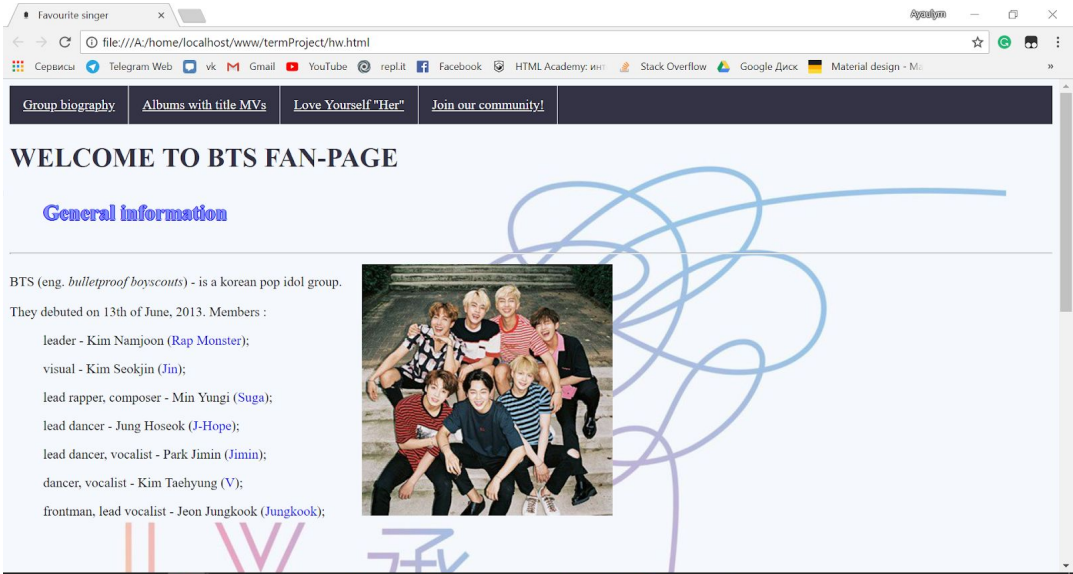 Favourite singer
Ayaulym
file:///A:/home/localhost/www/termProject/hw.html
Сервисы Telegram Web vk Gmail YouTube repl.it Facebook HTML Academy: инт Stack Overflow Google Диск Material design - Ma »
Group biography Albums with title MVs Love Yourself "Her" Join our community!
WELCOME TO BTS FAN-PAGE
General information
BTS (eng. bulletproof boyscouts) - is a korean pop idol group.
They debuted on 13th of June, 2013. Members :
leader - Kim Namjoon (Rap Monster);
visual - Kim Seokjin (Jin);
lead rapper, composer - Min Yungi (Suga);
lead dancer - Jung Hoseok (J-Hope);
lead dancer, vocalist - Park Jimin (Jimin);
dancer, vocalist - Kim Taehyung (V);
frontman, lead vocalist - Jeon Jungkook (Jungkook);
承